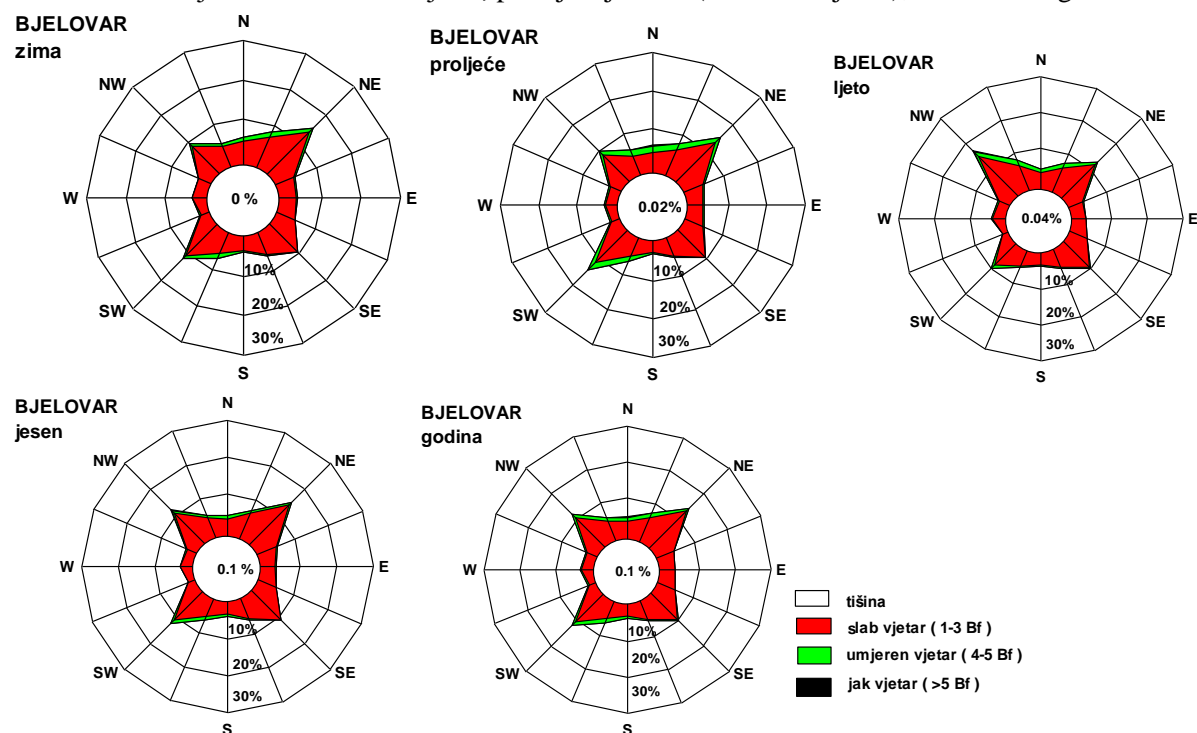 BJELOVAR
zima
N
NE
E
SE
S
SW
W
NW
0 %
10%
20%
30%
BJELOVAR
proljeće
N
NE
E
SE
S
SW
W
NW
0.02%
10%
20%
30%
BJELOVAR
ljeto
N
NE
E
SE
S
SW
W
NW
0.04%
10%
20%
30%
BJELOVAR
jesen
N
NE
E
SE
S
SW
W
NW
0.1 %
10%
20%
30%
BJELOVAR
godina
N
NE
E
SE
S
SW
W
NW
0.1 %
10%
20%
30%
tišina
slab vjetar ( 1-3 Bf )
umjeren vjetar ( 4-5 Bf )
jak vjetar ( >5 Bf )